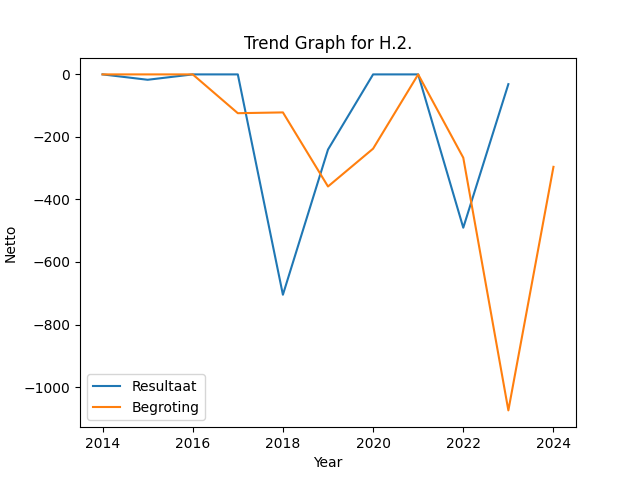 Trend Graph for H.2.
0
−200
−400
−600
−800
−1000
Netto
Resultaat
Begroting
2014
2016
2018
2020
2022
2024
Year